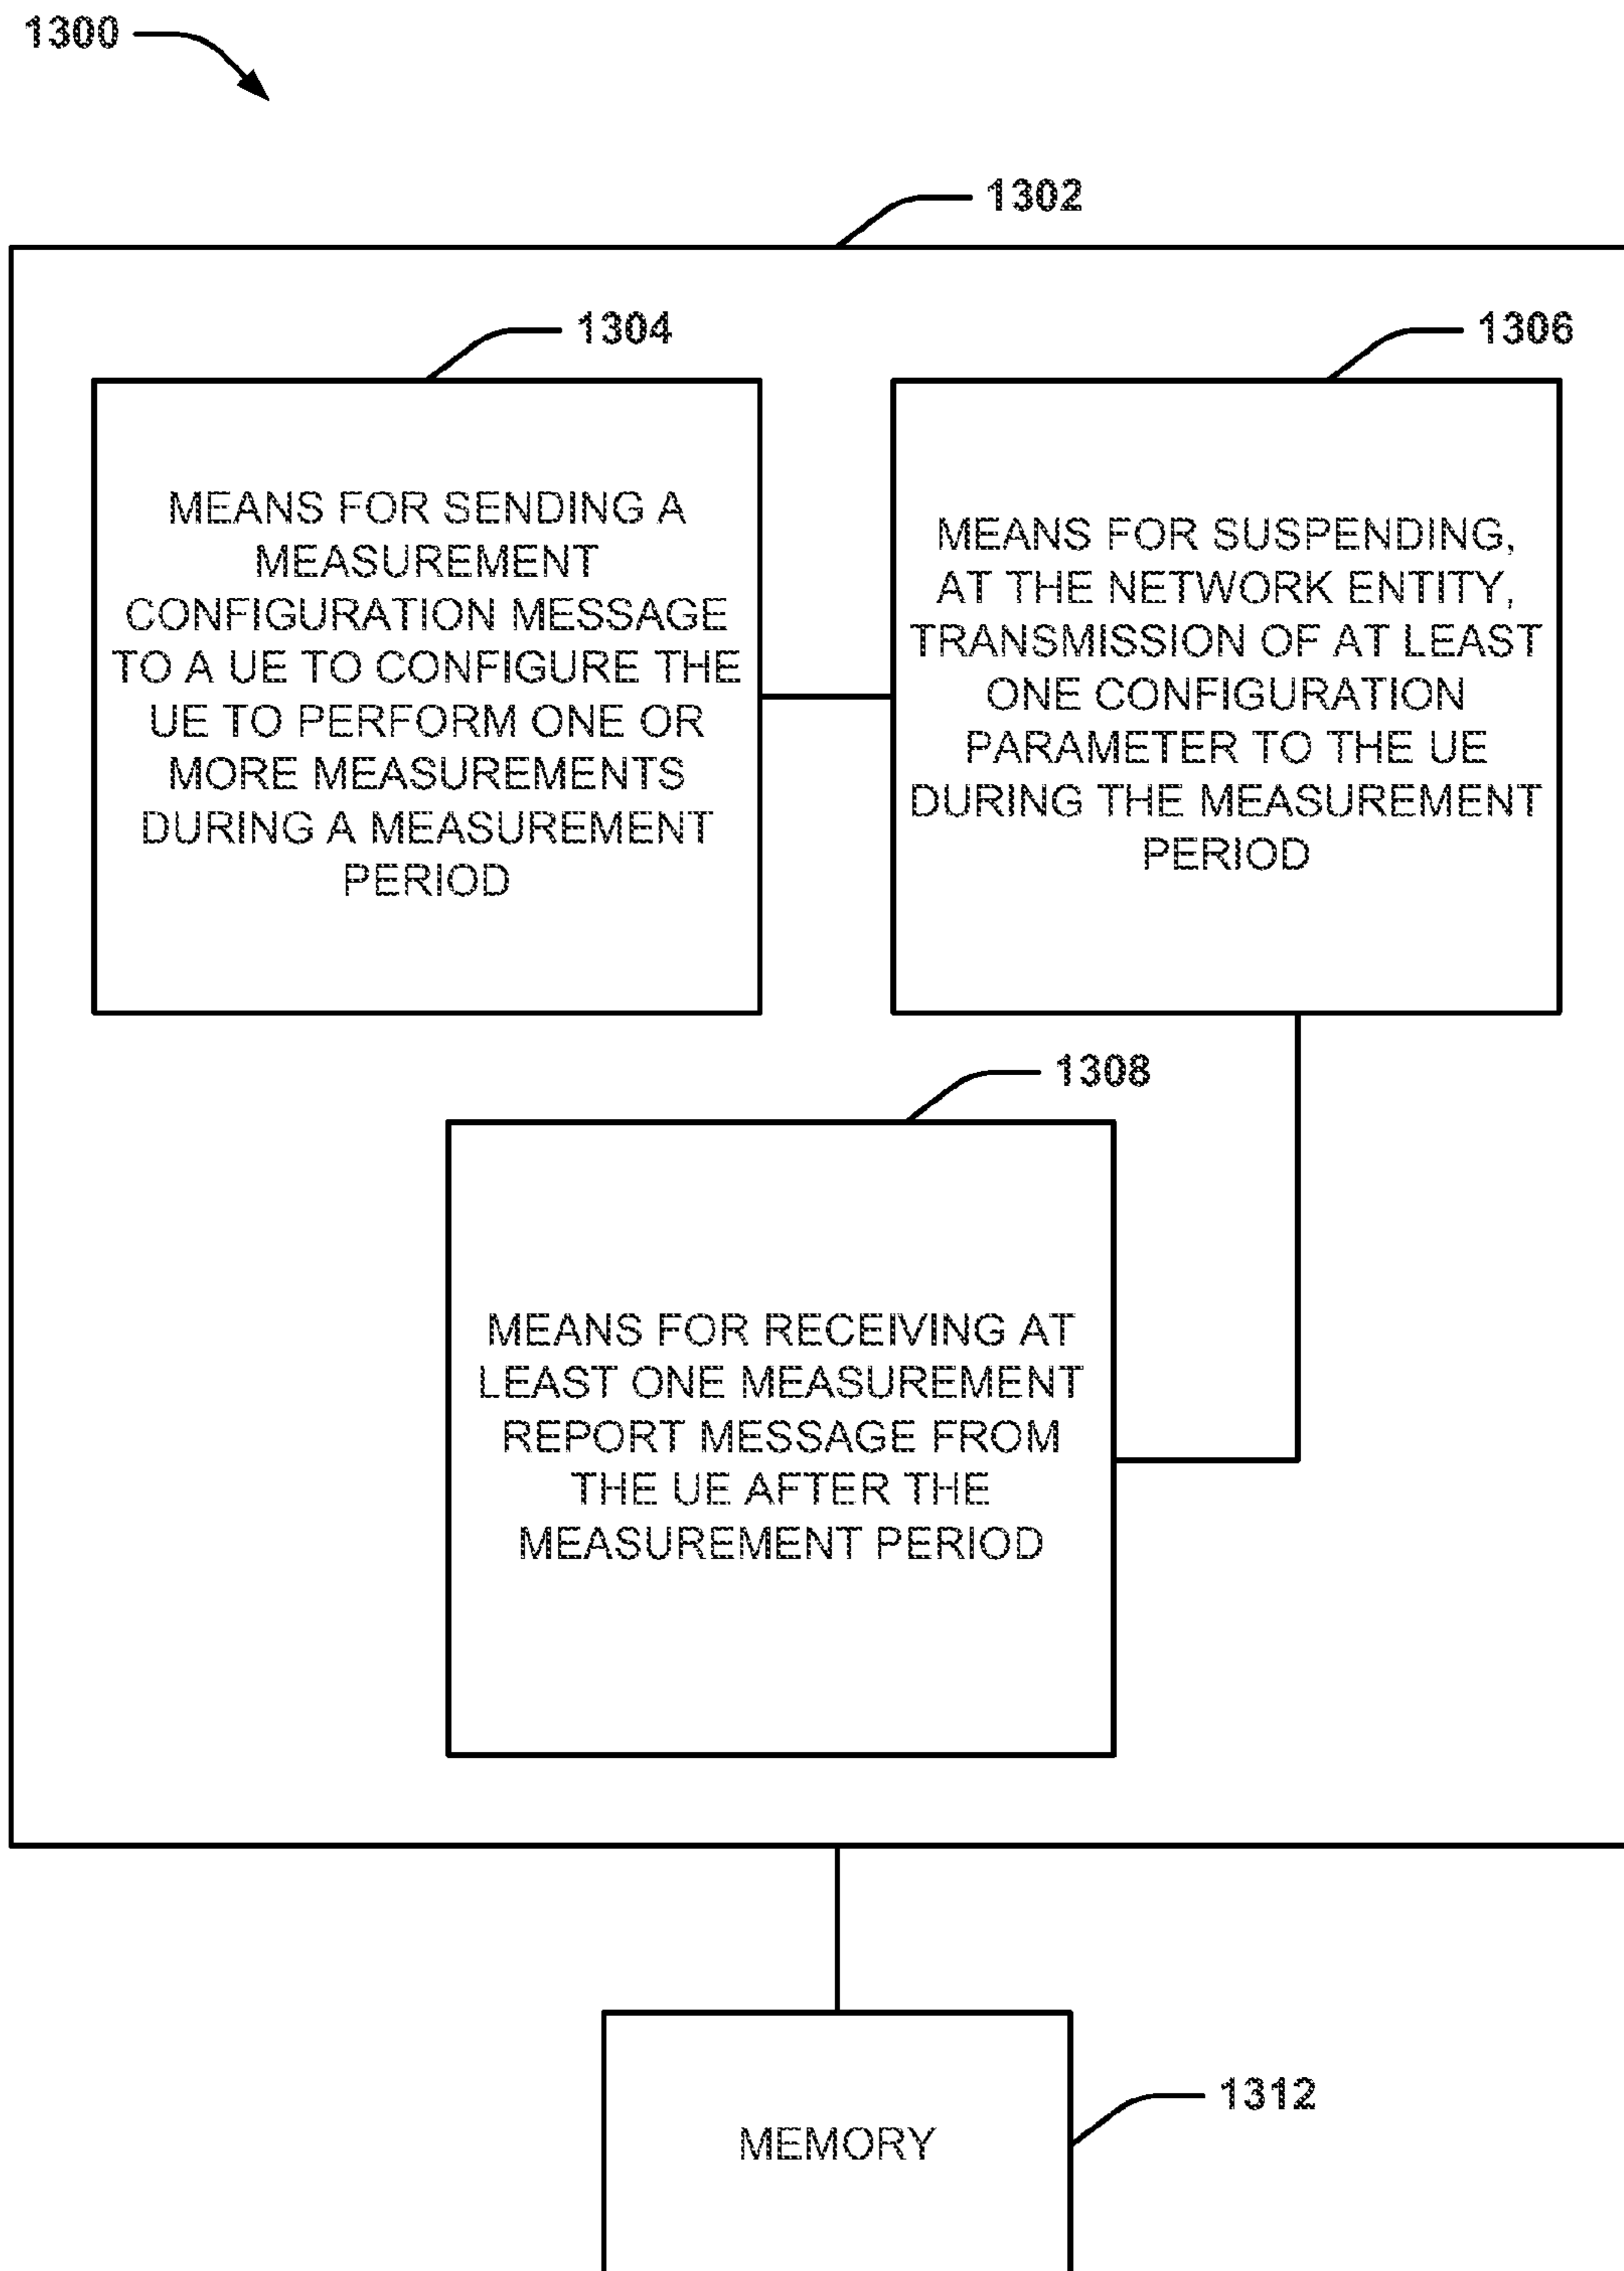 1300
1302
1304
1306
MEANS FOR SENDING A
MEASUREMENT
CONFIGURATION MESSAGE
TO A UE TO CONFIGURE THE
UE TO PERFORM ONE OR
MORE MEASUREMENTS
DURING A MEASUREMENT
PERIOD
MEANS FOR SUSPENDING,
AT THE NETWORK ENTITY,
TRANSMISSION OF AT LEAST
ONE CONFIGURATION
PARAMETER TO THE UE
DURING THE MEASUREMENT
PERIOD
1308
MEANS FOR RECEIVING AT
LEAST ONE MEASUREMENT
REPORT MESSAGE FROM
THE UE AFTER THE
MEASUREMENT PERIOD
1312
MEMORY